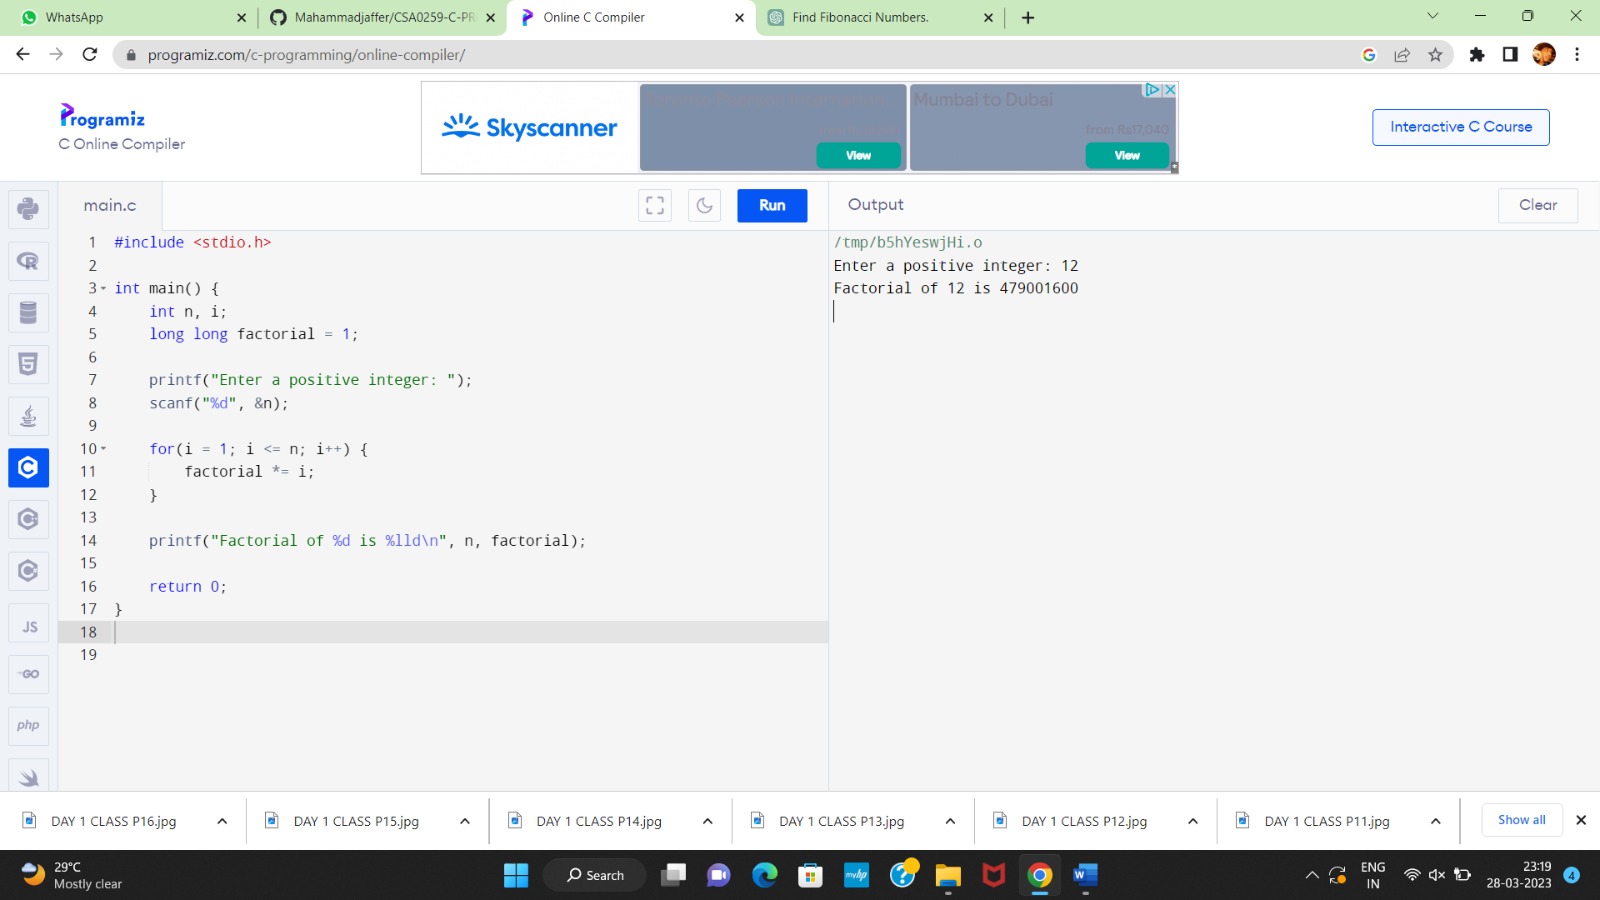 WhatsApp
Mahammadjaffer/CSA0259-C-PR
Online C Compiler
Find Fibonacci Numbers.
programiz.com/c-programming/online-compiler/
Programiz
C Online Compiler
Skyscanner
View
Mumbai to Dubai
from Rs17,040
View
Interactive C Course
main.c
Run
Output
Clear
1 #include <stdio.h>
2
3 int main() {
4     int n, i;
5     long long factorial = 1;
6
7     printf("Enter a positive integer: ");
8     scanf("%d", &n);
9
10     for(i = 1; i <= n; i++) {
11         factorial *= i;
12     }
13
14     printf("Factorial of %d is %lld\n", n, factorial);
15
16     return 0;
17 }
18
19
/tmp/b5hYeswjHi.o
Enter a positive integer: 12
Factorial of 12 is 479001600
R
5
C
C
C
JS
GO
php
DAY 1 CLASS P16.jpg
DAY 1 CLASS P15.jpg
DAY 1 CLASS P14.jpg
DAY 1 CLASS P13.jpg
DAY 1 CLASS P12.jpg
DAY 1 CLASS P11.jpg
Show all
29°C
Mostly clear
Search
myhp
W
ENG
IN
23:19
28-03-2023
4